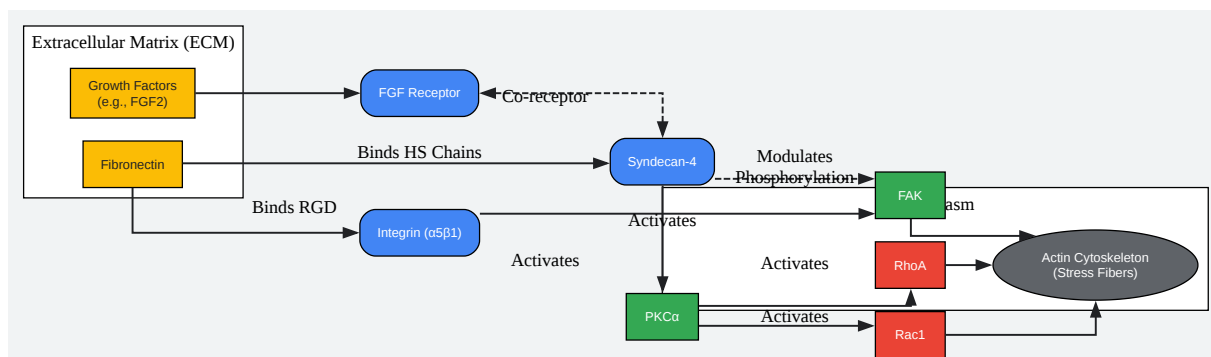 Extracellular Matrix (ECM)
Growth Factors
(e.g., FGF2)
FGF Receptor
Co-receptor
Fibronectin
Binds HS Chains
Syndecan-4
Modulates
Phosphorylation
FAK
asm
Binds RGD
Integrin (α5β1)
Activates
Activates
Activates
RhoA
Actin Cytoskeleton
(Stress Fibers)
PKCα
Activates
Rac1